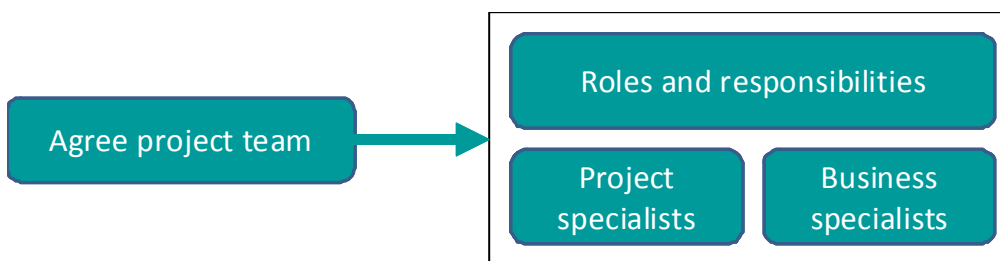 Roles and responsibilities
Agree project team
Project
specialists
Business
specialists